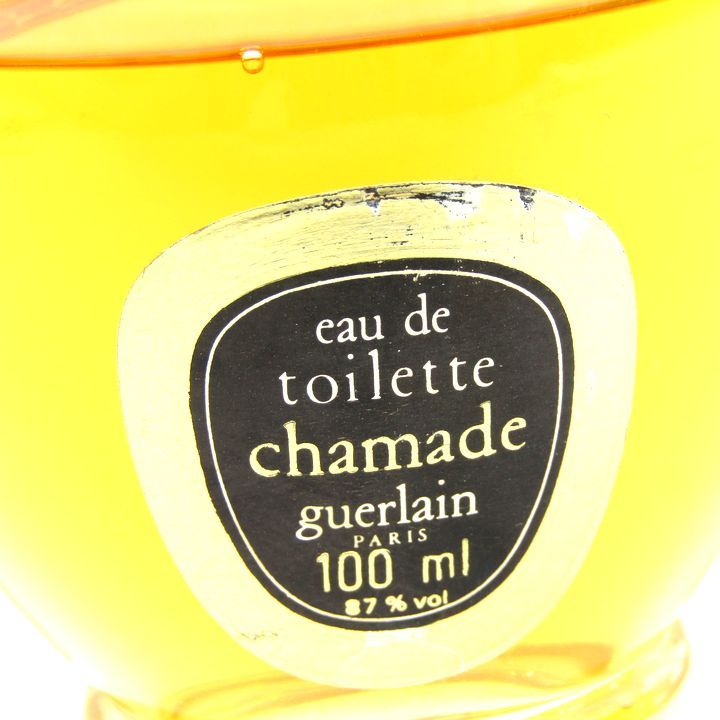 eau de
toilette
chamade
guerlain
PARIS
100 ml
87 % vol